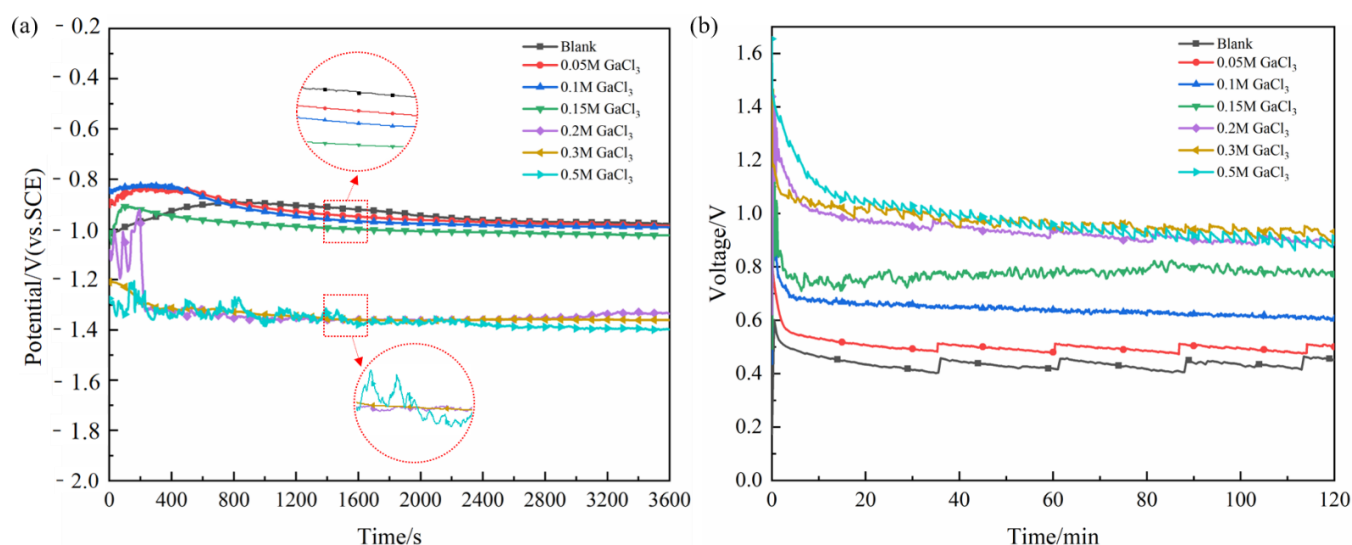 (a)
Potential/V(vs.SCE)
- 0.2
- 0.4
- 0.6
- 0.8
- 1.0
- 1.2
- 1.4
- 1.6
- 1.8
- 2.0
0 400 800 1200 1600 2000 2400 2800 3200 3600
Time/s
Blank
0.05M GaCl₃
0.1M GaCl₃
0.15M GaCl₃
0.2M GaCl₃
0.3M GaCl₃
0.5M GaCl₃
(b)
Voltage/V
1.6
1.4
1.2
1.0
0.8
0.6
0.4
0.2
0.0
0 20 40 60 80 100 120
Time/min
Blank
0.05M GaCl₃
0.1M GaCl₃
0.15M GaCl₃
0.2M GaCl₃
0.3M GaCl₃
0.5M GaCl₃